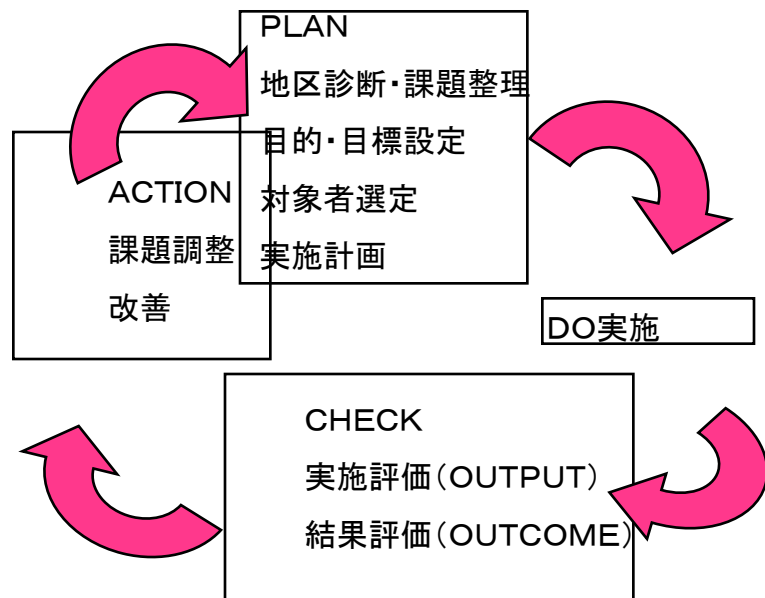 PLAN
地区診断・課題整理
目的・目標設定
対象者選定
実施計画
DO実施
CHECK
実施評価(OUTPUT)
結果評価(OUTCOME)
ACTION
課題調整
改善